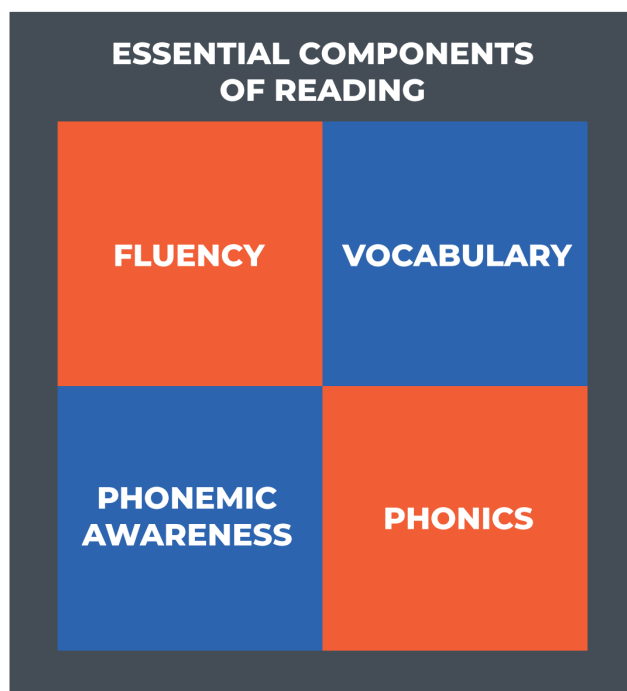 ESSENTIAL COMPONENTS
OF READING
FLUENCY
VOCABULARY
PHONEMIC
AWARENESS
PHONICS